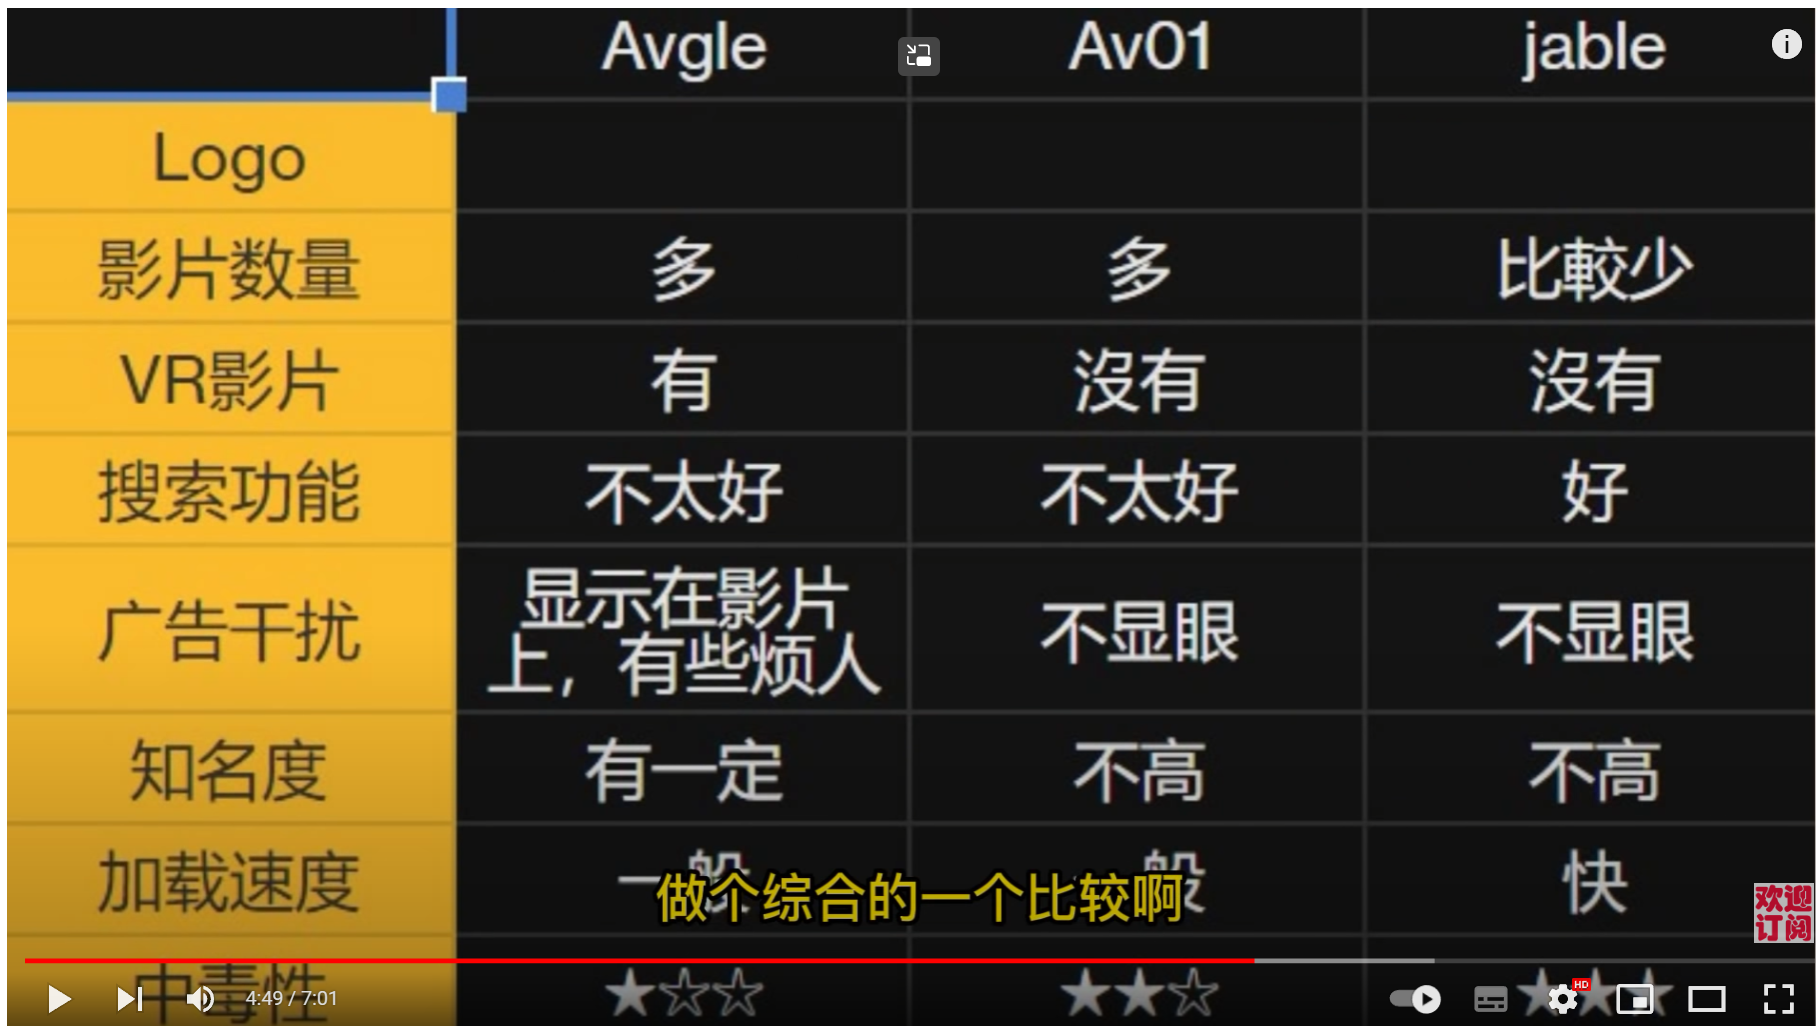 Avgle Av01 jable
Logo
影片数量 多 多 比較少
VR影片 有 沒有 沒有
搜索功能 不太好 不太好 好
广告干扰 显示在影片 不显眼 不显眼
上，有些烦人
知名度 有一定 不高 不高
加载速度 一般 般 快
做个综合的一个比较啊
欢迎
订阅
中毒性 ★☆☆ ★★☆ ★★★
4:49 / 7:01
HD